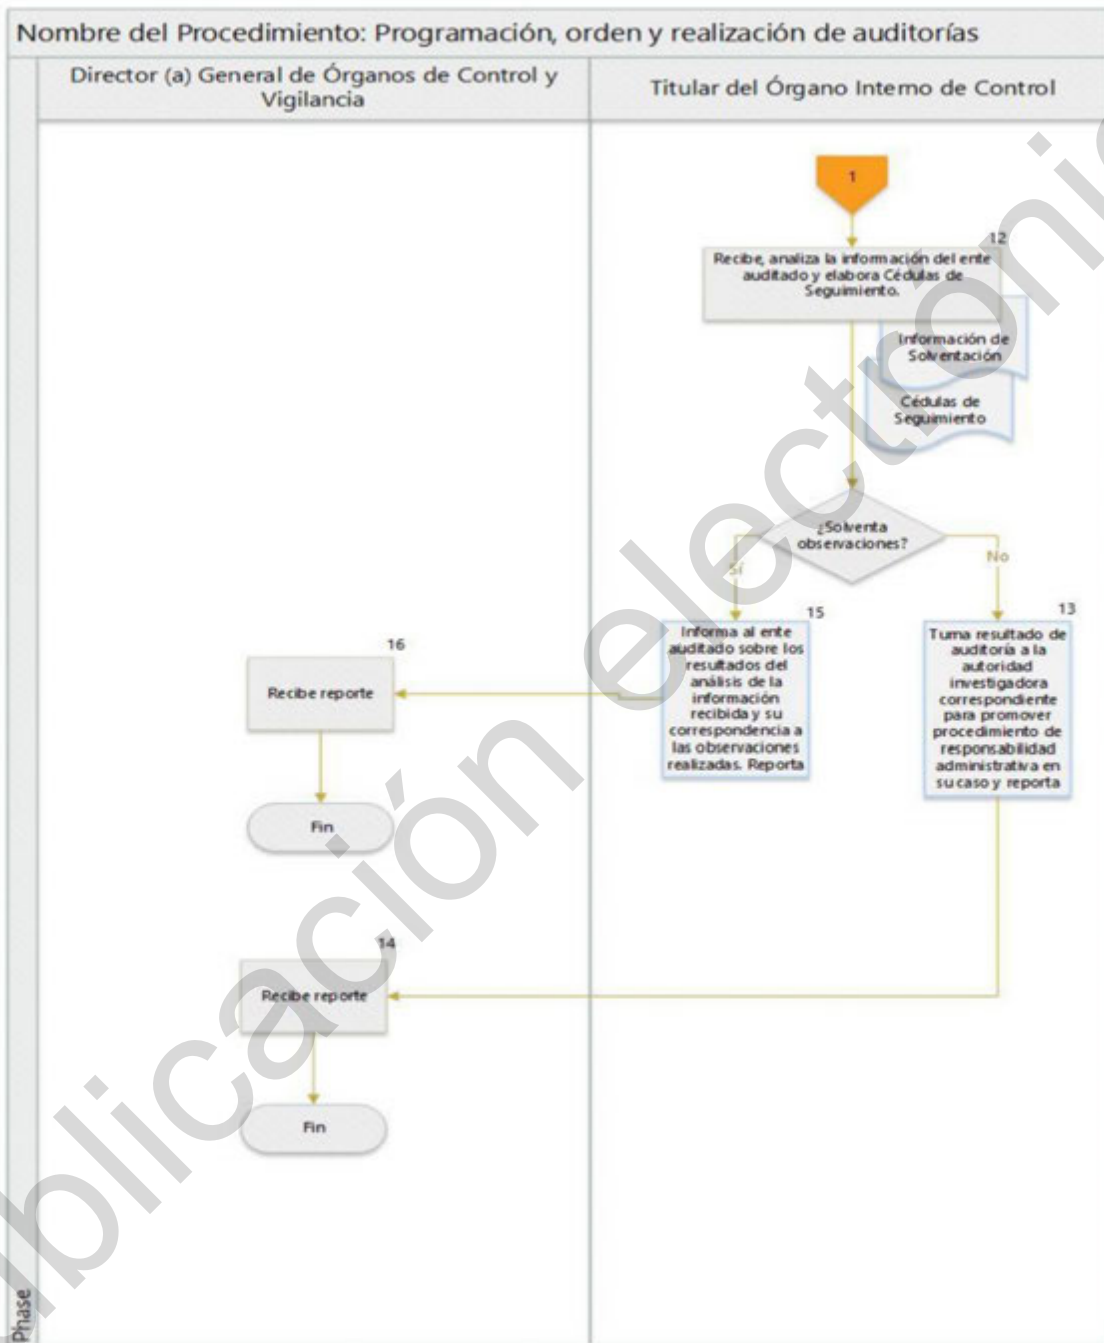 Nombre del Procedimiento: Programación, orden y realización de auditorías
Director (a) General de Órganos de Control y
Vigilancia
Titular del Órgano Interno de Control
1
12
Recibe, analiza la información del ente
auditado y elabora Cédulas de
Seguimiento.
Información de
Solventación
Cédulas de
Seguimiento
¿Solventa
observaciones?
Sí
No
15
Informa al ente
auditado sobre los
resultados del
análisis de la
información
recibida y su
correspondencia a
las observaciones
realizadas. Reporta
13
Turna resultado de
auditoría a la
autoridad
investigadora
correspondiente
para promover
procedimiento de
responsabilidad
administrativa en
su caso y reporta
16
Recibe reporte
Fin
14
Recibe reporte
Fin
Phase
ublicación electrónic